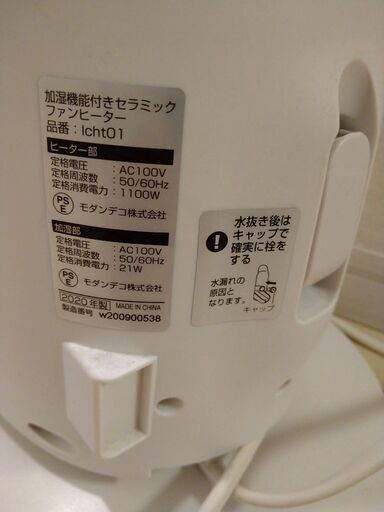 加湿機能付きセラミック
ファンヒーター
品番：lcht01
ヒーター部
定格電圧　　：AC100V
定格周波数　：50/60Hz
定格消費電力：1100W
PS
E
モダンデコ株式会社
加湿部
定格電圧　　：AC100V
定格周波数　：50/60Hz
定格消費電力：21W
PS
E
モダンデコ株式会社
2020年製 MADE IN CHINA
製造番号 w200900538
水抜き後は
キャップで
確実に栓を
する
水漏れの
原因と
なります。
キャップ